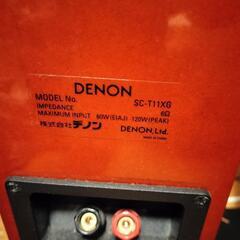 DENON
MODEL No. SC-T11XG
IMPEDANCE 6Ω
MAXIMUM INPUT 60W(EIAJ) 120W(PEAK)
株式会社 デノン DENON, Ltd.